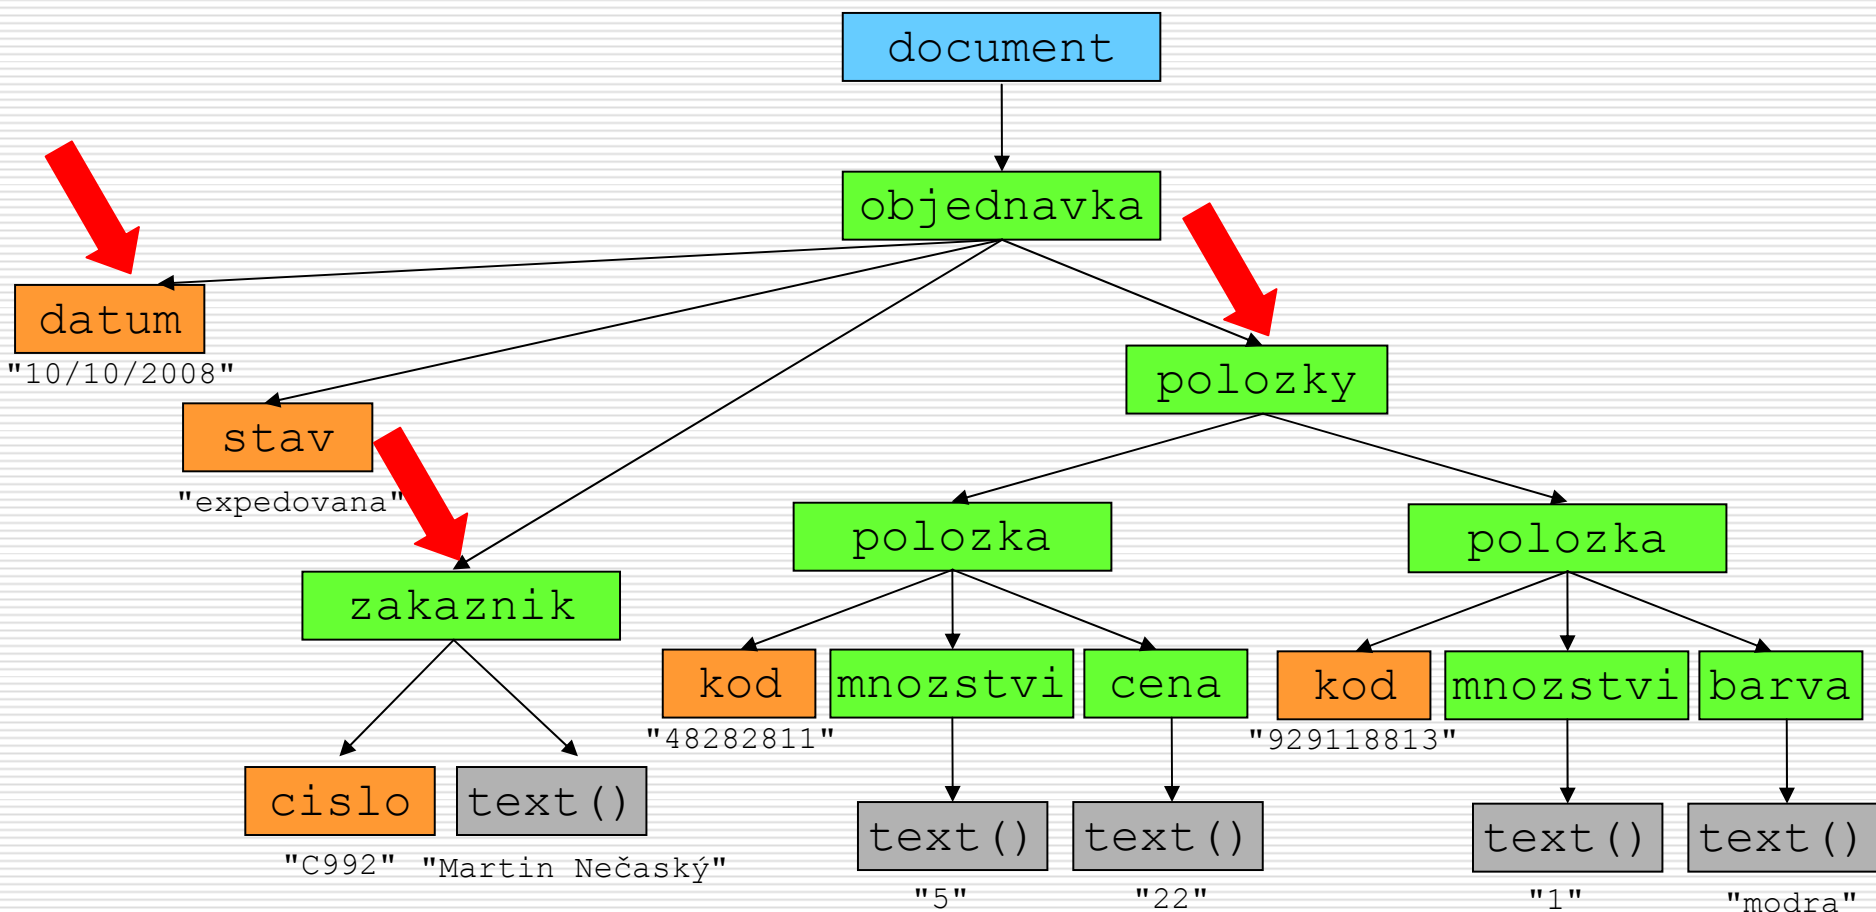 document
objednavka
datum
"10/10/2008"
polozky
stav
"expedovana"
polozka
polozka
zakaznik
kod
mnozstvi
cena
kod
mnozstvi
barva
"48282811"
"929118813"
cislo
text()
text()
text()
text()
text()
"C992"
"Martin Nečaský"
"5"
"22"
"1"
"modra"